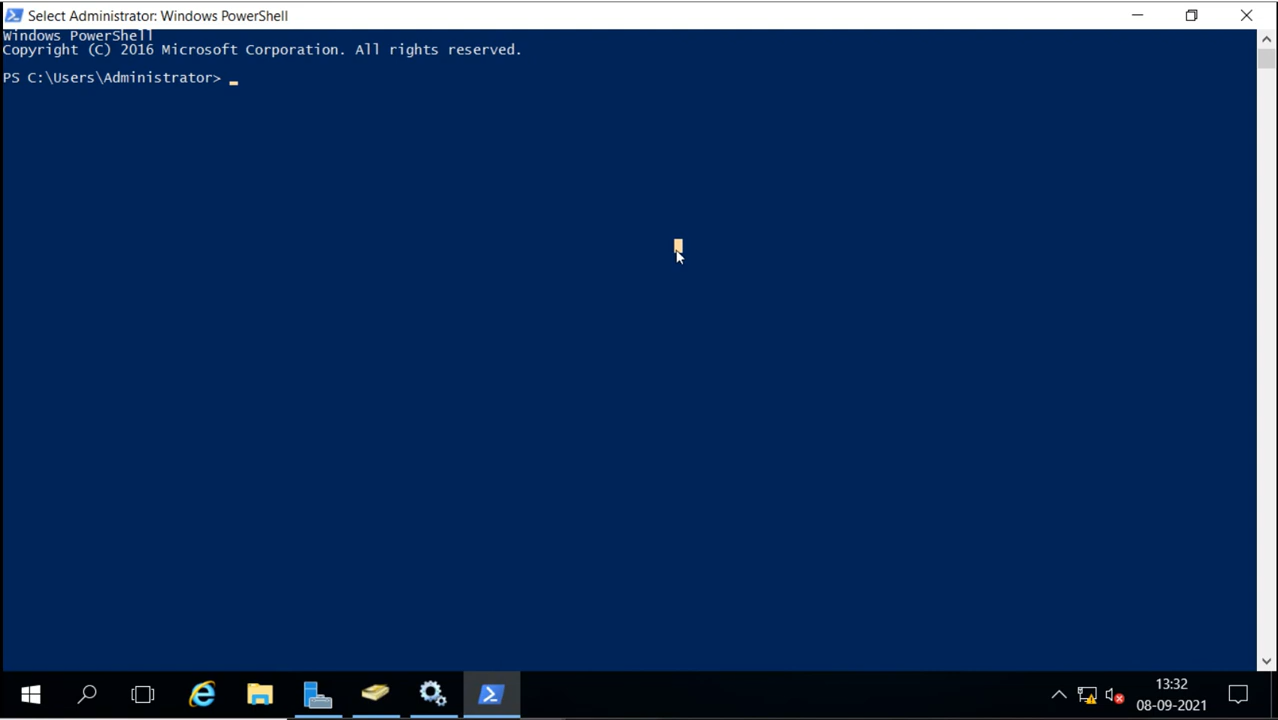 Select Administrator: Windows PowerShell
Windows PowerShell
Copyright (C) 2016 Microsoft Corporation. All rights reserved.
PS C:\Users\Administrator>
13:32
08-09-2021